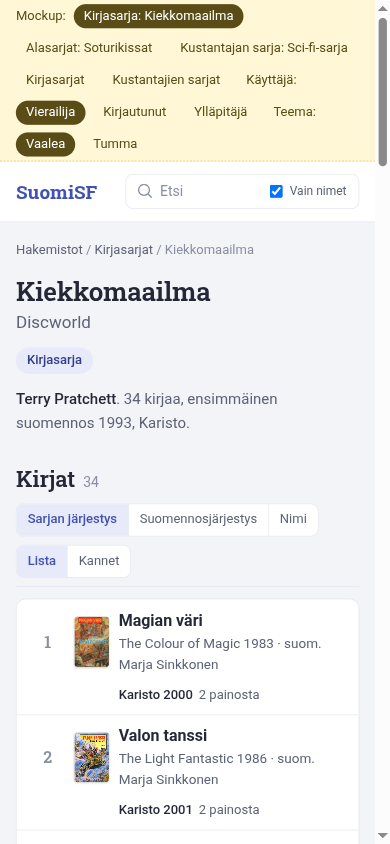 Mockup: Kirjasarja: Kiekkomaailma
Alasarjat: Soturikissat Kustantajan sarja: Sci-fi-sarja
Kirjasarjat Kustantajien sarjat Käyttäjä:
Vierailija Kirjautunut Ylläpitäjä Teema:
Vaalea Tumma
SuomiSF Etsi Vain nimet
Hakemistot / Kirjasarjat / Kiekkomaailma
Kiekkomaailma
Discworld
Kirjasarja
Terry Pratchett. 34 kirjaa, ensimmäinen
suomennos 1993, Karisto.
Kirjat 34
Sarjan järjestys Suomennosjärjestys Nimi
Lista Kannet
1 Magian väri
The Colour of Magic 1983 · suom.
Marja Sinkkonen
Karisto 2000 2 painosta
2 Valon tanssi
The Light Fantastic 1986 · suom.
Marja Sinkkonen
Karisto 2001 2 painosta